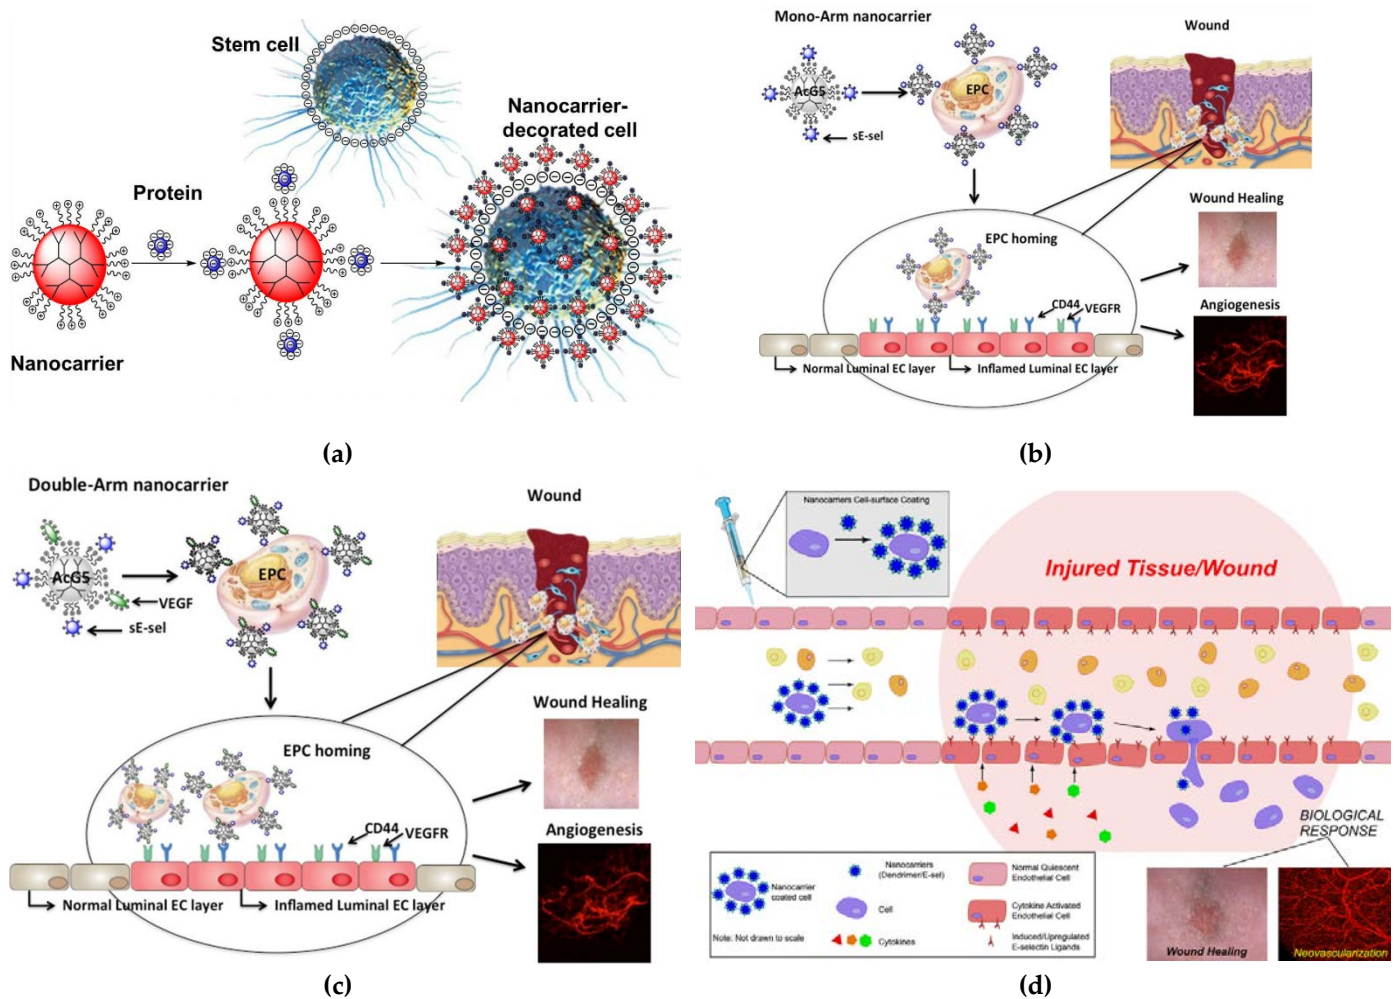 Stem cell
Nanocarrier-
decorated cell
Protein
Nanocarrier
(a)
Mono-Arm nanocarrier
Wound
AcG5
EPC
sE-sel
Wound Healing
EPC homing
CD44
VEGFR
Angiogenesis
Normal Luminal EC layer
Inflamed Luminal EC layer
(b)
Double-Arm nanocarrier
Wound
AcG5
EPC
VEGF
sE-sel
Wound Healing
EPC homing
CD44
VEGFR
Angiogenesis
Normal Luminal EC layer
Inflamed Luminal EC layer
(c)
Nanocarriers Cell-surface Coating
Injured Tissue/Wound
BIOLOGICAL
RESPONSE
Nanocarrier
coated cell
Note: Not drawn to scale
Nanocarriers
(Dendrimer/E-sel)
Cell
Cytokines
Normal Quiescent
Endothelial Cell
Cytokine Activated
Endothelial Cell
Induced/Upregulated
E-selectin Ligands
Wound Healing
Neovascularization
(d)